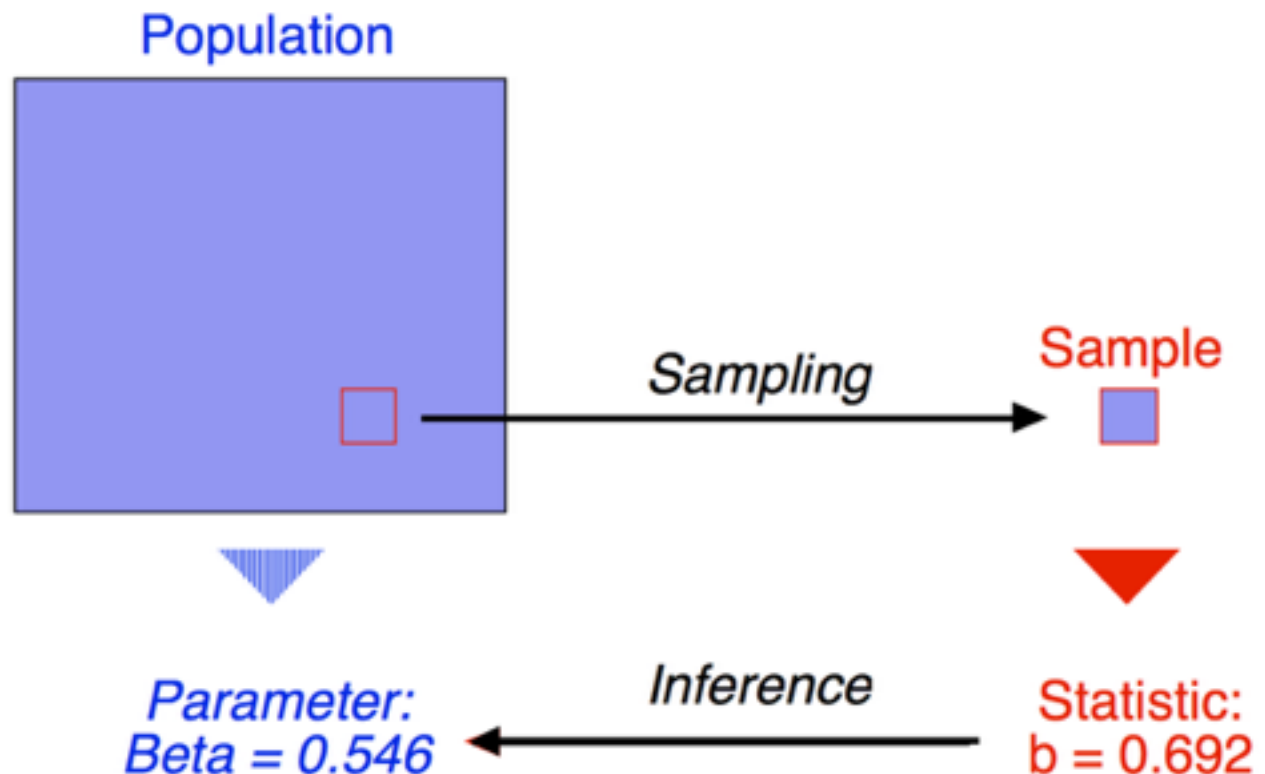 Population
Sampling
Sample
Inference
Parameter:
Beta = 0.546
Statistic:
b = 0.692